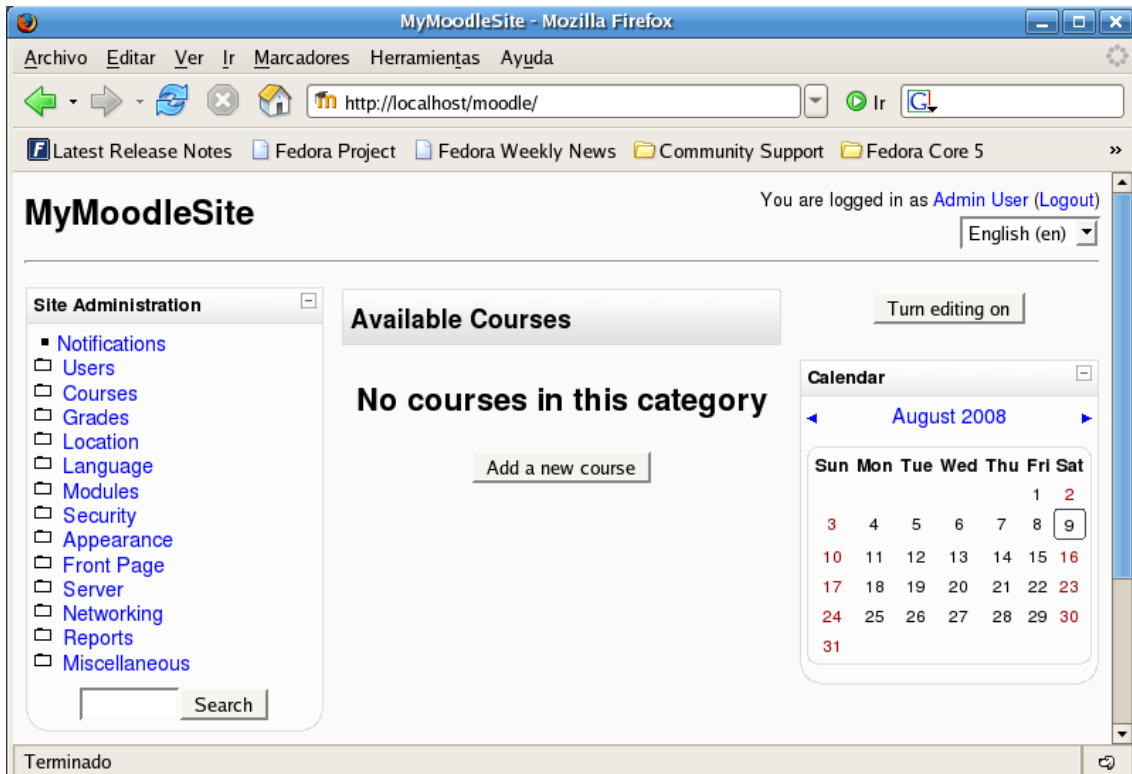 MyMoodleSite - Mozilla Firefox
Archivo Editar Ver Ir Marcadores Herramientas Ayuda
http://localhost/moodle/ Ir
Latest Release Notes Fedora Project Fedora Weekly News Community Support Fedora Core 5 »
MyMoodleSite
You are logged in as Admin User (Logout)
English (en)
Site Administration
Notifications
Users
Courses
Grades
Location
Language
Modules
Security
Appearance
Front Page
Server
Networking
Reports
Miscellaneous
Search
Available Courses
No courses in this category
Add a new course
Turn editing on
Calendar
August 2008
Sun Mon Tue Wed Thu Fri Sat
1 2
3 4 5 6 7 8 9
10 11 12 13 14 15 16
17 18 19 20 21 22 23
24 25 26 27 28 29 30
31
Terminado